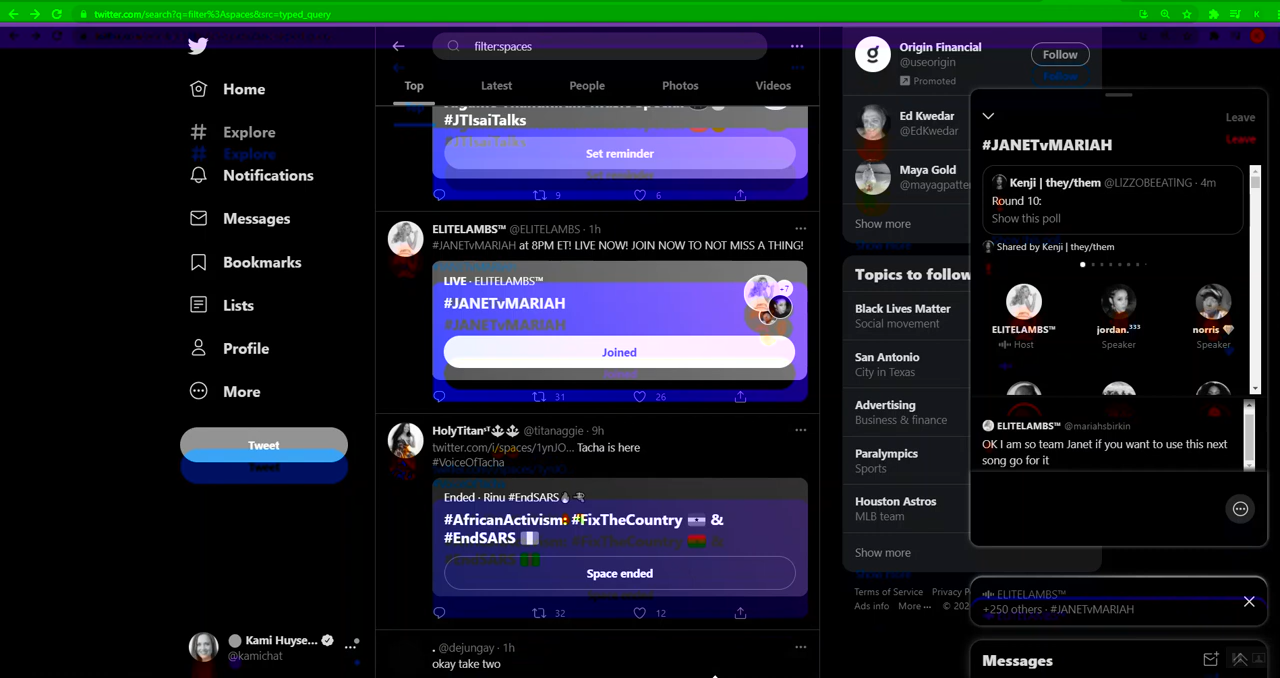 twitter.com/search?q=filter%3Aspaces&src=typed_query
K
Home
Explore
Notifications
Messages
Bookmarks
Lists
Profile
More
Tweet
Kami Huyse...
@kamichat
filter:spaces
Top Latest People Photos Videos
#JTIsaiTalks
Set reminder
9 6
ELITELAMBS™ @ELITELAMBS · 1h
#JANETvMARIAH at 8PM ET! LIVE NOW! JOIN NOW TO NOT MISS A THING!
LIVE · ELITELAMBS™
+7
#JANETvMARIAH
Joined
31 26
HolyTitanˢᵀ⚓⚓ @titanaggie · 9h
twitter.com/i/spaces/1ynJO... Tacha is here
#VoiceOfTacha
Ended · Rinu #EndSARS
#AfricanActivism: #FixTheCountry &
#EndSARS
Space ended
32 12
. @dejungay · 1h
okay take two
Origin Financial
@useorigin
Promoted
Follow
Ed Kwedar
@EdKwedar
Maya Gold
@mayagpatter
Show more
Topics to follow
Black Lives Matter
Social movement
San Antonio
City in Texas
Advertising
Business & finance
Paralympics
Sports
Houston Astros
MLB team
Show more
Terms of Service Privacy P
Ads info More ··· © 202
Leave
#JANETvMARIAH
Kenji | they/them @LIZZOBEEATING · 4m
Round 10:
Show this poll
Shared by Kenji | they/them
ELITELAMBS™ jordan.³³³ norris
Host Speaker Speaker
ELITELAMBS™ @mariahsbirkin
OK I am so team Janet if you want to use this next
song go for it
ELITELAMBS™
+250 others · #JANETvMARIAH
Messages